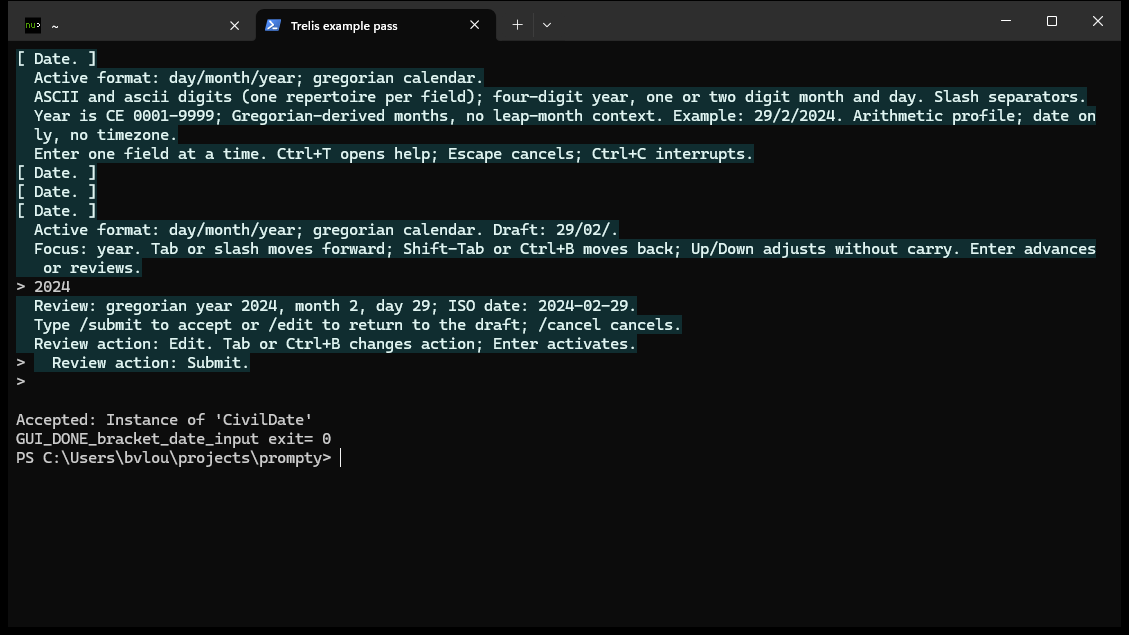 nu> ~
Trelis example pass
[ Date. ]
Active format: day/month/year; gregorian calendar.
ASCII and ascii digits (one repertoire per field); four-digit year, one or two digit month and day. Slash separators.
Year is CE 0001-9999; Gregorian-derived months, no leap-month context. Example: 29/2/2024. Arithmetic profile; date on
ly, no timezone.
Enter one field at a time. Ctrl+T opens help; Escape cancels; Ctrl+C interrupts.
[ Date. ]
[ Date. ]
[ Date. ]
Active format: day/month/year; gregorian calendar. Draft: 29/02/.
Focus: year. Tab or slash moves forward; Shift-Tab or Ctrl+B moves back; Up/Down adjusts without carry. Enter advances
or reviews.
> 2024
Review: gregorian year 2024, month 2, day 29; ISO date: 2024-02-29.
Type /submit to accept or /edit to return to the draft; /cancel cancels.
Review action: Edit. Tab or Ctrl+B changes action; Enter activates.
> Review action: Submit.
>
Accepted: Instance of 'CivilDate'
GUI_DONE_bracket_date_input exit= 0
PS C:\Users\bvlou\projects\prompty>